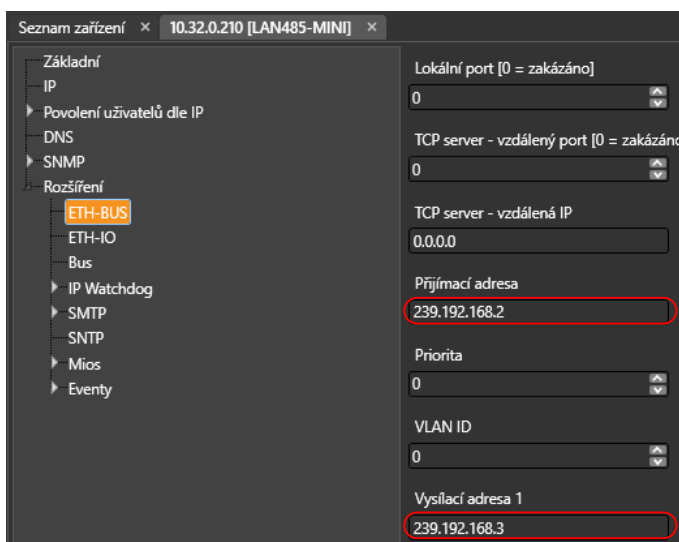 Seznam zařízení × 10.32.0.210 [LAN485-MINI] ×
Základní
IP
Povolení uživatelů dle IP
DNS
SNMP
Rozšíření
ETH-BUS
ETH-IO
Bus
IP Watchdog
SMTP
SNTP
Mios
Eventy
Lokální port [0 = zakázáno]
0
TCP server - vzdálený port [0 = zakázáno
0
TCP server - vzdálená IP
0.0.0.0
Přijímací adresa
239.192.168.2
Priorita
0
VLAN ID
0
Vysílací adresa 1
239.192.168.3